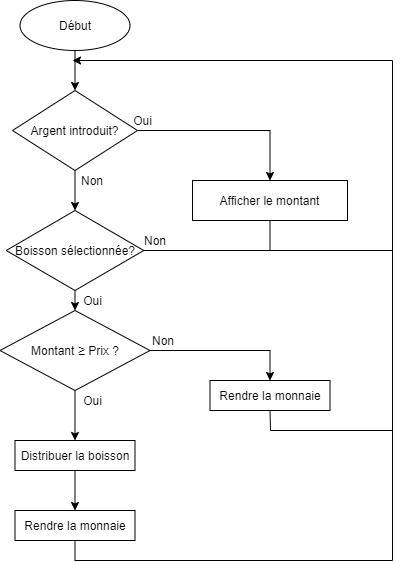 Début
Argent introduit?
Oui
Non
Afficher le montant
Boisson sélectionnée?
Non
Oui
Montant ≥ Prix ?
Non
Rendre la monnaie
Oui
Distribuer la boisson
Rendre la monnaie